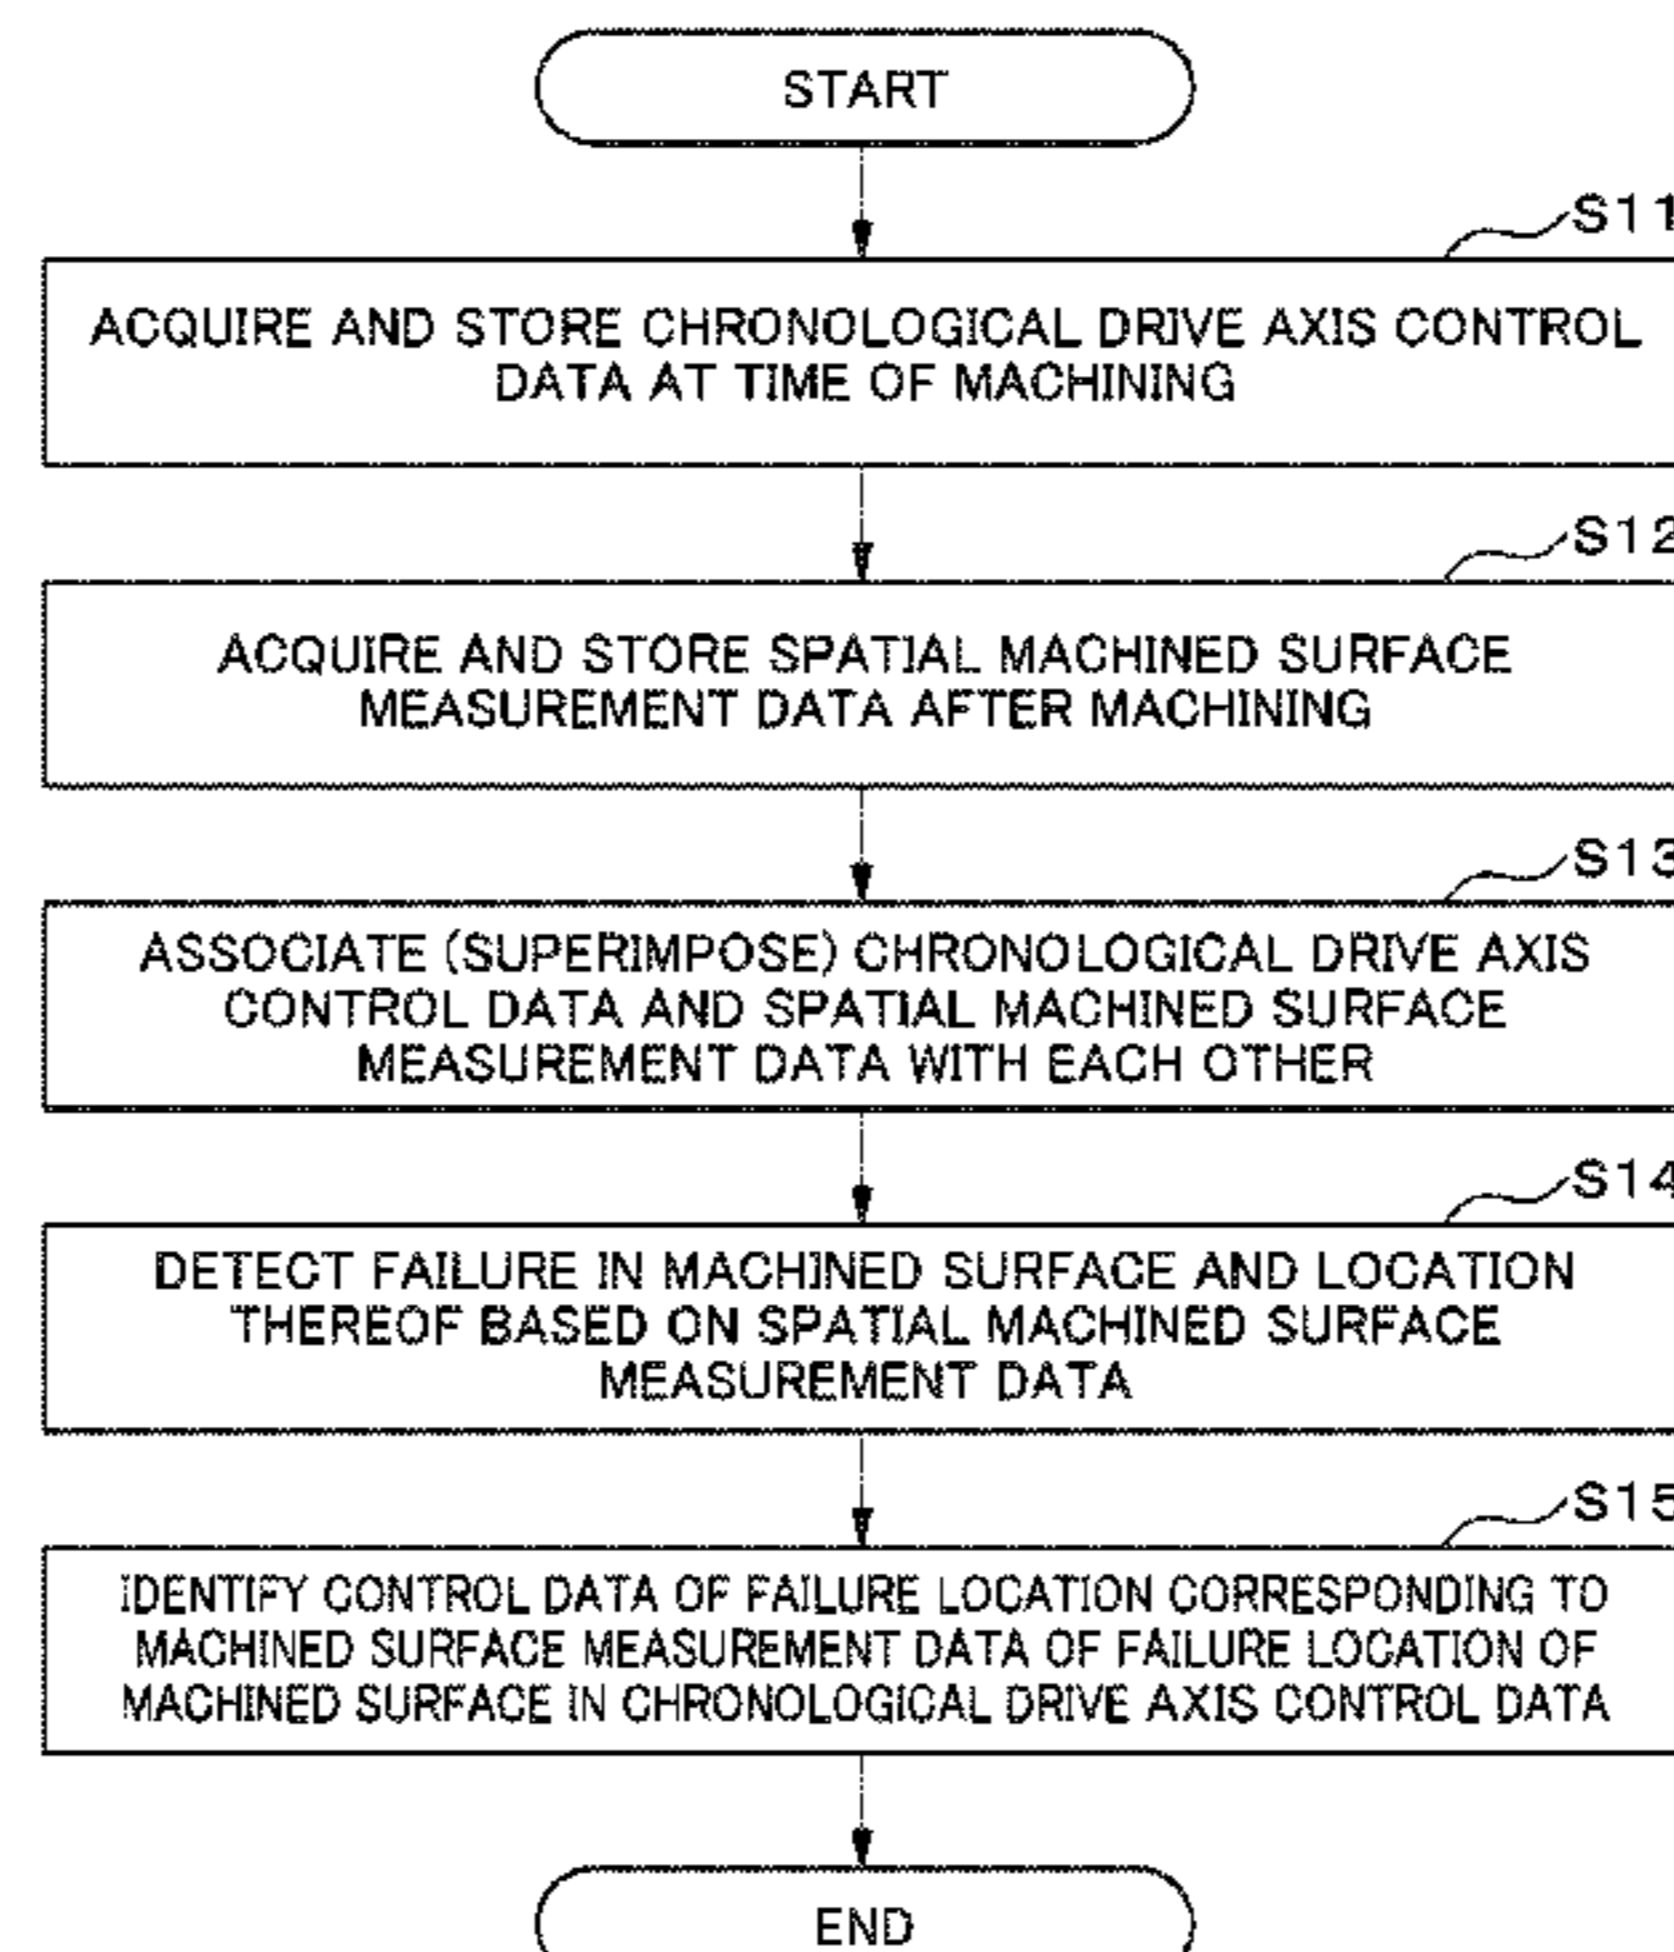 START
S11
ACQUIRE AND STORE CHRONOLOGICAL DRIVE AXIS CONTROL
DATA AT TIME OF MACHINING
S12
ACQUIRE AND STORE SPATIAL MACHINED SURFACE
MEASUREMENT DATA AFTER MACHINING
S13
ASSOCIATE (SUPERIMPOSE) CHRONOLOGICAL DRIVE AXIS
CONTROL DATA AND SPATIAL MACHINED SURFACE
MEASUREMENT DATA WITH EACH OTHER
S14
DETECT FAILURE IN MACHINED SURFACE AND LOCATION
THEREOF BASED ON SPATIAL MACHINED SURFACE
MEASUREMENT DATA
S15
IDENTIFY CONTROL DATA OF FAILURE LOCATION CORRESPONDING TO
MACHINED SURFACE MEASUREMENT DATA OF FAILURE LOCATION OF
MACHINED SURFACE IN CHRONOLOGICAL DRIVE AXIS CONTROL DATA
END